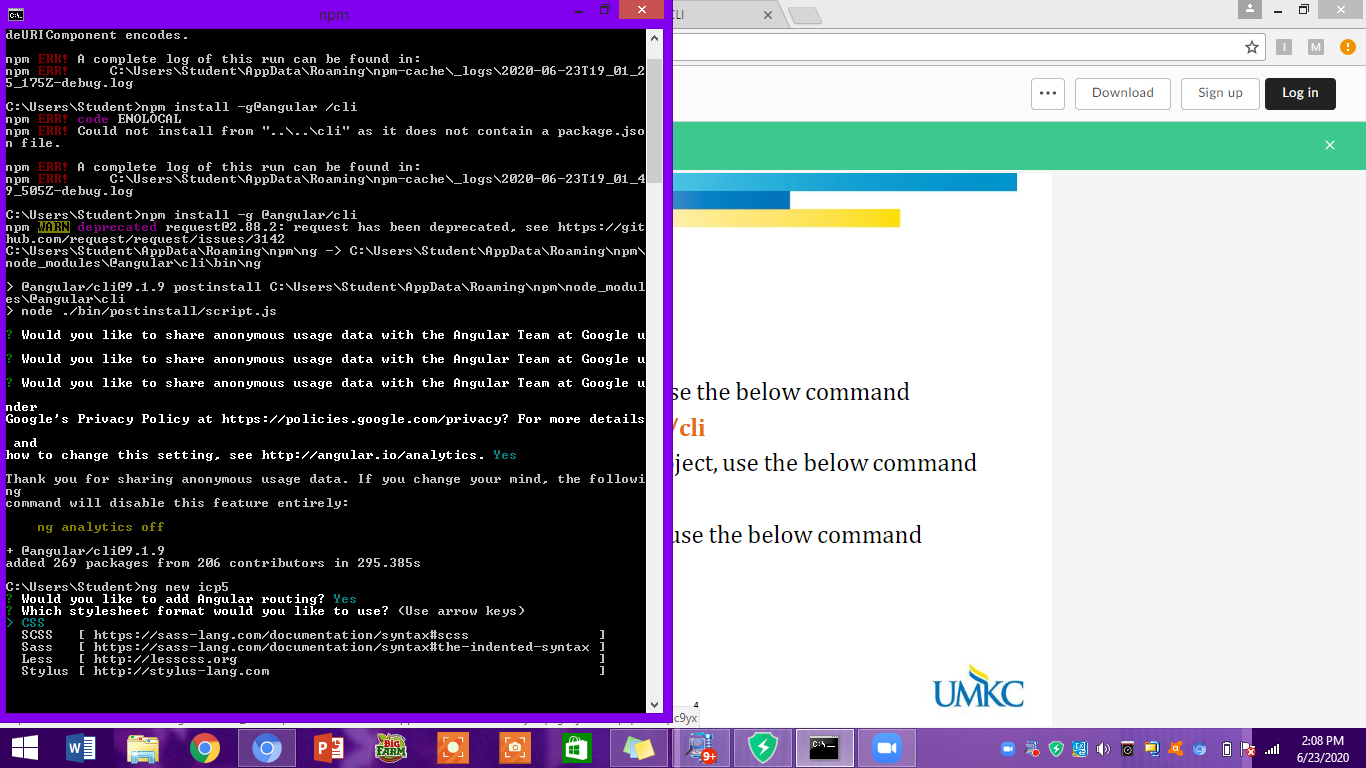 npm
deURIComponent encodes.
npm ERR! A complete log of this run can be found in:
npm ERR!     C:\Users\Student\AppData\Roaming\npm-cache\_logs\2020-06-23T19_01_2
5_175Z-debug.log
C:\Users\Student>npm install -g@angular /cli
npm ERR! code ENOLOCAL
npm ERR! Could not install from "..\..\cli" as it does not contain a package.jso
n file.
npm ERR! A complete log of this run can be found in:
npm ERR!     C:\Users\Student\AppData\Roaming\npm-cache\_logs\2020-06-23T19_01_4
9_505Z-debug.log
C:\Users\Student>npm install -g @angular/cli
npm WARN deprecated request@2.88.2: request has been deprecated, see https://git
hub.com/request/request/issues/3142
C:\Users\Student\AppData\Roaming\npm\ng -> C:\Users\Student\AppData\Roaming\npm\
node_modules\@angular\cli\bin\ng
> @angular/cli@9.1.9 postinstall C:\Users\Student\AppData\Roaming\npm\node_modul
es\@angular\cli
> node ./bin/postinstall/script.js
? Would you like to share anonymous usage data with the Angular Team at Google u
? Would you like to share anonymous usage data with the Angular Team at Google u
? Would you like to share anonymous usage data with the Angular Team at Google u
nder
Google's Privacy Policy at https://policies.google.com/privacy? For more details
 and
how to change this setting, see http://angular.io/analytics. Yes
Thank you for sharing anonymous usage data. If you change your mind, the followi
ng
command will disable this feature entirely:
    ng analytics off
+ @angular/cli@9.1.9
added 269 packages from 206 contributors in 295.385s
C:\Users\Student>ng new icp5
? Would you like to add Angular routing? Yes
? Which stylesheet format would you like to use? (Use arrow keys)
> CSS
  SCSS   [ https://sass-lang.com/documentation/syntax#scss                ]
  Sass   [ https://sass-lang.com/documentation/syntax#the-indented-syntax ]
  Less   [ http://lesscss.org                                             ]
  Stylus [ http://stylus-lang.com                                         ]
CLI
I M
Download Sign up Log in
se the below command
/cli
ject, use the below command
use the below command
UMKC
4
c9yx
BIG FARM
9+
2:08 PM
6/23/2020